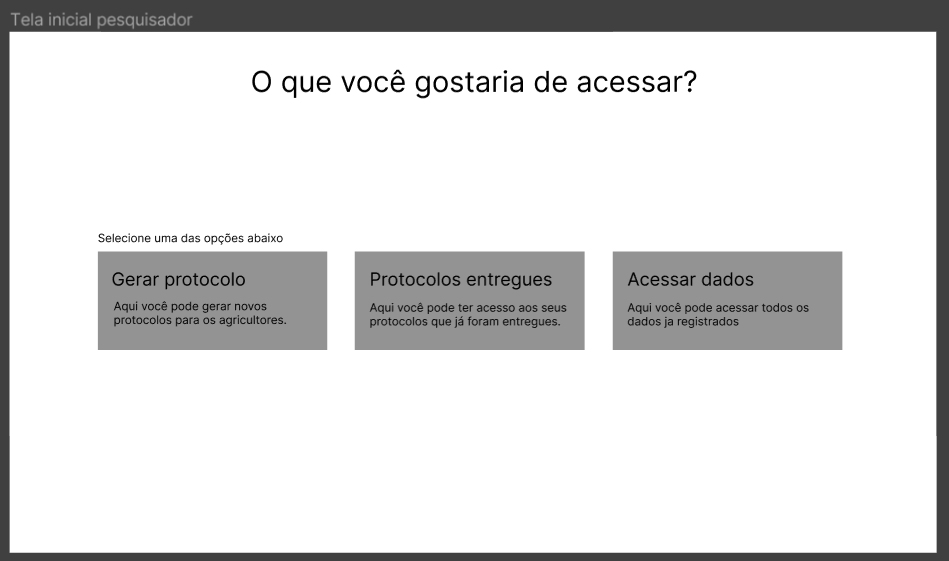 Tela inicial pesquisador
O que você gostaria de acessar?
Selecione uma das opções abaixo
Gerar protocolo
Aqui você pode gerar novos
protocolos para os agricultores.
Protocolos entregues
Aqui você pode ter acesso aos seus
protocolos que já foram entregues.
Acessar dados
Aqui você pode acessar todos os
dados ja registrados